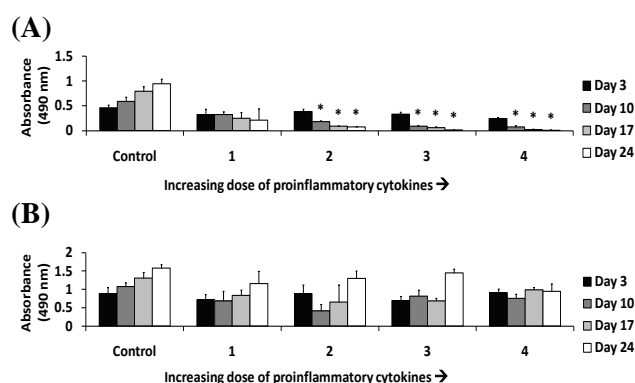 (A)
Absorbance
(490 nm)
1.5
1
0.5
0
* * *
* * *
* * *
Control 1 2 3 4
Increasing dose of proinflammatory cytokines →
Day 3
Day 10
Day 17
Day 24
(B)
Absorbance
(490 nm)
2
1.5
1
0.5
0
Control 1 2 3 4
Increasing dose of proinflammatory cytokines →
Day 3
Day 10
Day 17
Day 24